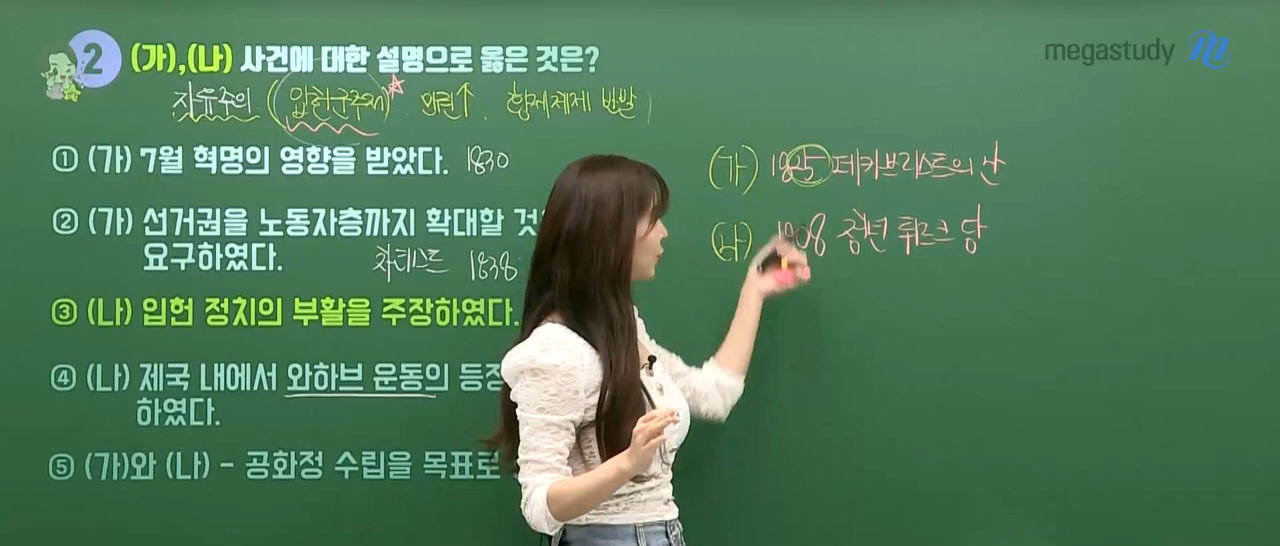 megastudy
2 (가),(나) 사건에 대한 설명으로 옳은 것은?
자유주의 (입헌군주제) 의편↑. 황제체제 반발
① (가) 7월 혁명의 영향을 받았다. 1830
② (가) 선거권을 노동자층까지 확대할 것
요구하였다.
차티스트 1838
③ (나) 입헌 정치의 부활을 주장하였다.
④ (나) 제국 내에서 와하브 운동의 등장
하였다.
⑤ (가)와 (나) - 공화정 수립을 목표로
(가) 1825 데카브리스트의 난
(나) 1908 청년 튀르크 당